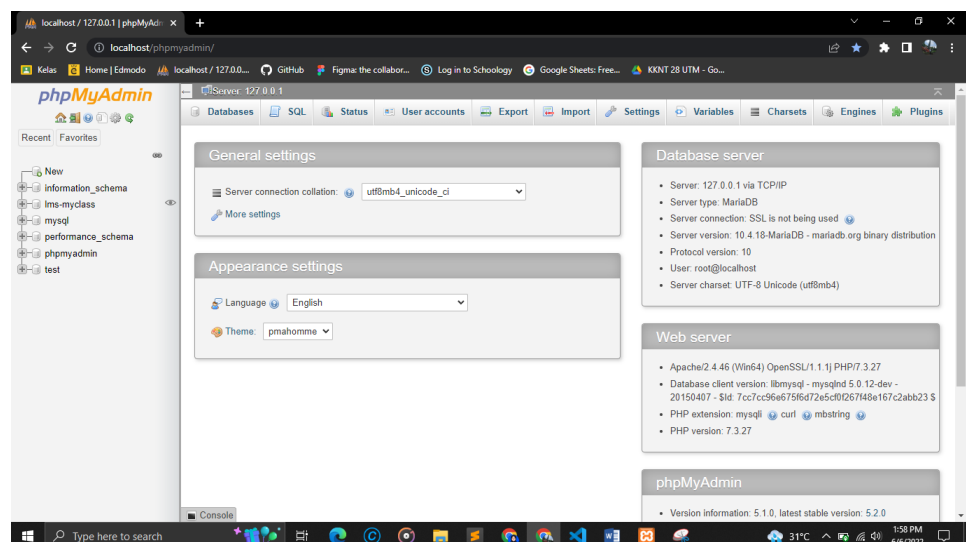 localhost / 127.0.0.1 | phpMyAdn
localhost/phpmyadmin/
Kelas Home | Edmodo localhost / 127.0.0.... GitHub Figma: the collabor... Log in to Schoology Google Sheets: Free... KKNT 28 UTM - Go...
phpMyAdmin
Recent Favorites
New
information_schema
lms-myclass
mysql
performance_schema
phpmyadmin
test
Server: 127.0.0.1
Databases SQL Status User accounts Export Import Settings Variables Charsets Engines Plugins
General settings
Server connection collation: utf8mb4_unicode_ci
More settings
Appearance settings
Language English
Theme: pmahomme
Database server
Server: 127.0.0.1 via TCP/IP
Server type: MariaDB
Server connection: SSL is not being used
Server version: 10.4.18-MariaDB - mariadb.org binary distribution
Protocol version: 10
User: root@localhost
Server charset: UTF-8 Unicode (utf8mb4)
Web server
Apache/2.4.46 (Win64) OpenSSL/1.1.1j PHP/7.3.27
Database client version: libmysql - mysqlnd 5.0.12-dev -
20150407 - $Id: 7cc7cc96e675f6d72e5cf0f267f48e167c2abb23 $
PHP extension: mysqli curl mbstring
PHP version: 7.3.27
phpMyAdmin
Version information: 5.1.0, latest stable version: 5.2.0
Console
Type here to search
31°C
1:58 PM
6/6/2022